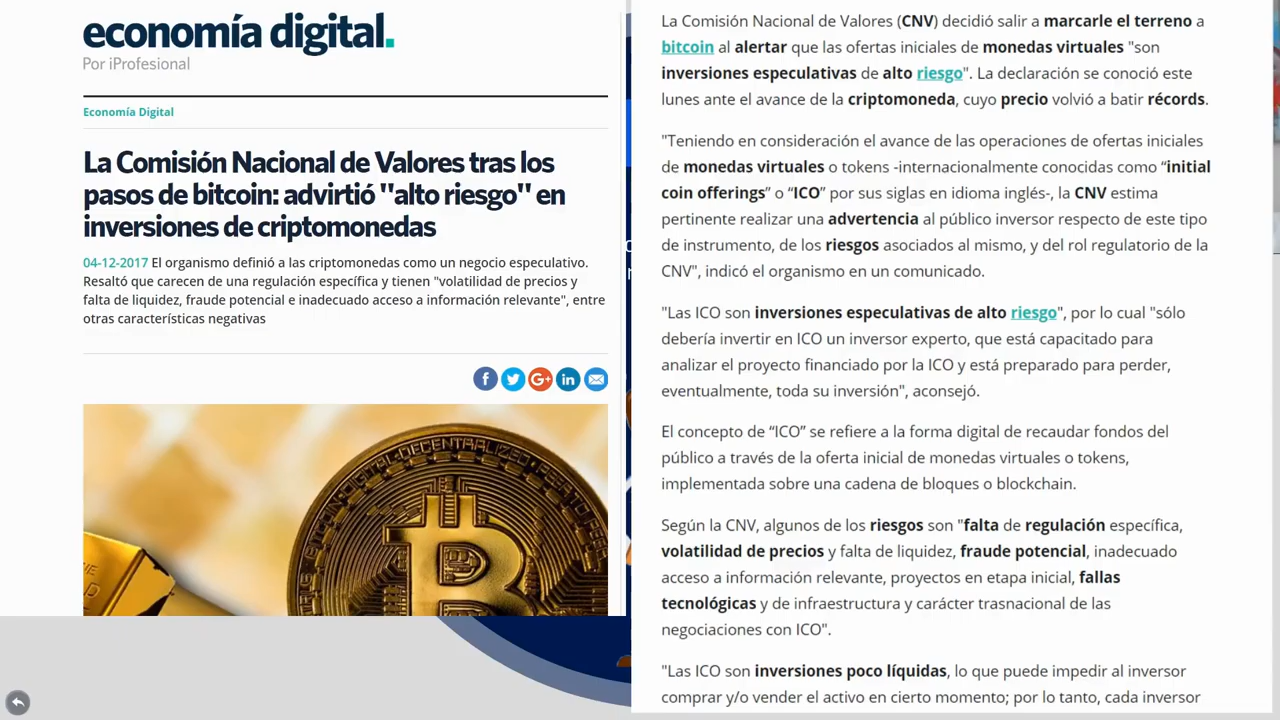 economía digital.
Por iProfesional
Economía Digital
La Comisión Nacional de Valores tras los
pasos de bitcoin: advirtió "alto riesgo" en
inversiones de criptomonedas
04-12-2017 El organismo definió a las criptomonedas como un negocio especulativo.
Resaltó que carecen de una regulación específica y tienen "volatilidad de precios y
falta de liquidez, fraude potencial e inadecuado acceso a información relevante", entre
otras características negativas
La Comisión Nacional de Valores (CNV) decidió salir a marcarle el terreno a
bitcoin al alertar que las ofertas iniciales de monedas virtuales "son
inversiones especulativas de alto riesgo". La declaración se conoció este
lunes ante el avance de la criptomoneda, cuyo precio volvió a batir récords.
"Teniendo en consideración el avance de las operaciones de ofertas iniciales
de monedas virtuales o tokens -internacionalmente conocidas como “initial
coin offerings” o “ICO” por sus siglas en idioma inglés-, la CNV estima
pertinente realizar una advertencia al público inversor respecto de este tipo
de instrumento, de los riesgos asociados al mismo, y del rol regulatorio de la
CNV", indicó el organismo en un comunicado.
"Las ICO son inversiones especulativas de alto riesgo", por lo cual "sólo
debería invertir en ICO un inversor experto, que está capacitado para
analizar el proyecto financiado por la ICO y está preparado para perder,
eventualmente, toda su inversión", aconsejó.
El concepto de “ICO” se refiere a la forma digital de recaudar fondos del
público a través de la oferta inicial de monedas virtuales o tokens,
implementada sobre una cadena de bloques o blockchain.
Según la CNV, algunos de los riesgos son "falta de regulación específica,
volatilidad de precios y falta de liquidez, fraude potencial, inadecuado
acceso a información relevante, proyectos en etapa inicial, fallas
tecnológicas y de infraestructura y carácter trasnacional de las
negociaciones con ICO".
"Las ICO son inversiones poco líquidas, lo que puede impedir al inversor
comprar y/o vender el activo en cierto momento; por lo tanto, cada inversor